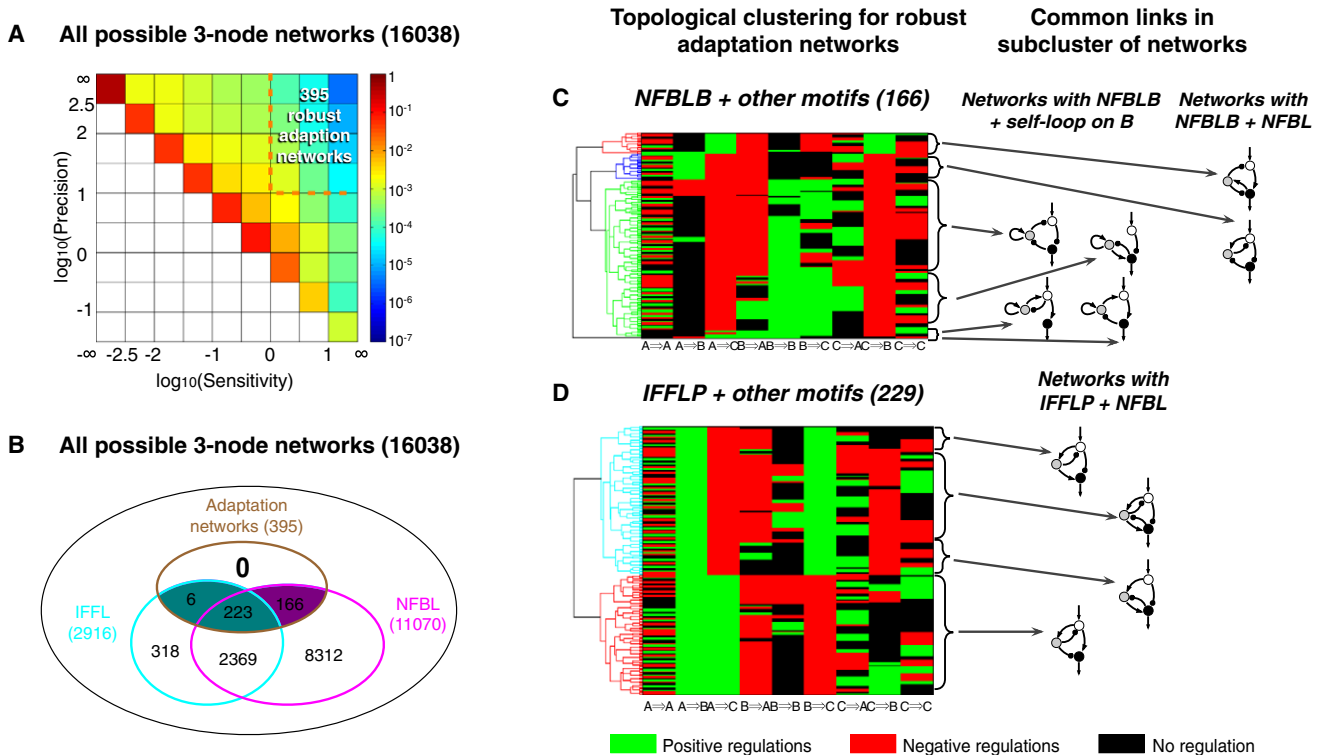 A All possible 3-node networks (16038)
∞
2.5
2
1
0
-1
log10(Precision)
395
robust
adaption
networks
-∞ -2.5 -2 -1 0 1 ∞
log10(Sensitivity)
1
10-1
10-2
10-3
10-4
10-5
10-6
10-7
B All possible 3-node networks (16038)
Adaptation
networks (395)
0
IFFL
(2916)
NFBL
(11070)
6
223
166
318
2369
8312
Topological clustering for robust
adaptation networks
Common links in
subcluster of networks
C NFBLB + other motifs (166)
Networks with NFBLB
+ self-loop on B
Networks with
NFBLB + NFBL
A⇒A A⇒B A⇒C B⇒A B⇒B B⇒C C⇒A C⇒B C⇒C
D IFFLP + other motifs (229)
Networks with
IFFLP + NFBL
A⇒A A⇒B A⇒C B⇒A B⇒B B⇒C C⇒A C⇒B C⇒C
Positive regulations
Negative regulations
No regulation